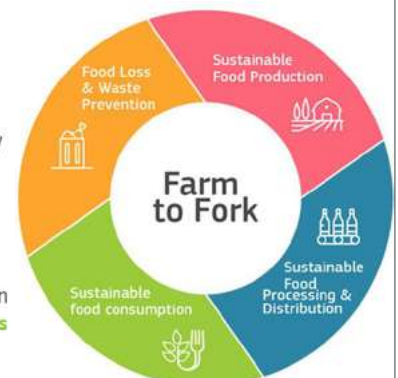 Food Loss
& Waste
Prevention
Sustainable
Food Production
Farm
to Fork
Sustainable
Food
Processing &
Distribution
Sustainable
food consumption